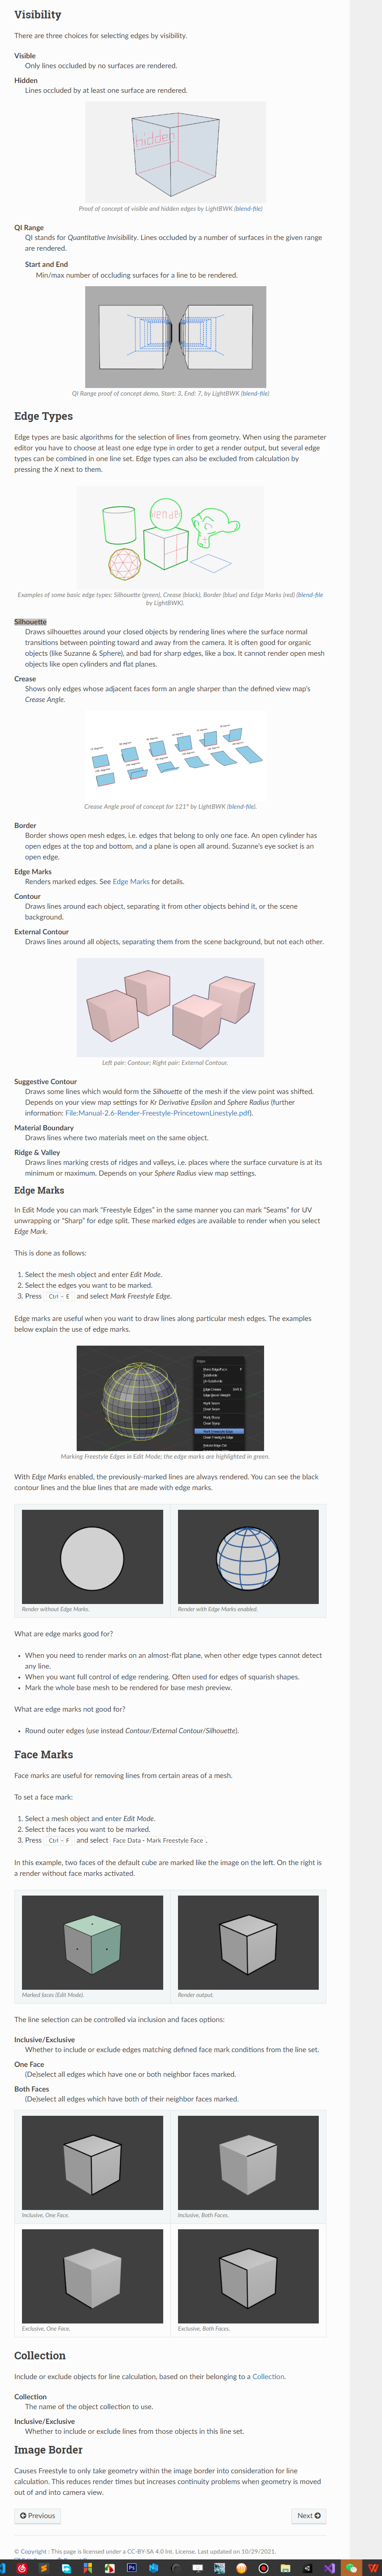 Visibility
There are three choices for selecting edges by visibility.
Visible
Only lines occluded by no surfaces are rendered.
Hidden
Lines occluded by at least one surface are rendered.
hidden
Proof of concept of visible and hidden edges by LightBWK (blend-file)
QI Range
QI stands for Quantitative Invisibility. Lines occluded by a number of surfaces in the given range
are rendered.
Start and End
Min/max number of occluding surfaces for a line to be rendered.
QI Range proof of concept demo, Start: 3, End: 7, by LightBWK (blend-file)
Edge Types
Edge types are basic algorithms for the selection of lines from geometry. When using the parameter
editor you have to choose at least one edge type in order to get a render output, but several edge
types can be combined in one line set. Edge types can also be excluded from calculation by
pressing the X next to them.
render
Examples of some basic edge types: Silhouette (green), Crease (black), Border (blue) and Edge Marks (red) (blend-file
by LightBWK).
Silhouette
Draws silhouettes around your closed objects by rendering lines where the surface normal
transitions between pointing toward and away from the camera. It is often good for organic
objects (like Suzanne & Sphere), and bad for sharp edges, like a box. It cannot render open mesh
objects like open cylinders and flat planes.
Crease
Shows only edges whose adjacent faces form an angle sharper than the defined view map's
Crease Angle.
Crease Angle proof of concept for 121° by LightBWK (blend-file).
Border
Border shows open mesh edges, i.e. edges that belong to only one face. An open cylinder has
open edges at the top and bottom, and a plane is open all around. Suzanne's eye socket is an
open edge.
Edge Marks
Renders marked edges. See Edge Marks for details.
Contour
Draws lines around each object, separating it from other objects behind it, or the scene
background.
External Contour
Draws lines around all objects, separating them from the scene background, but not each other.
Left pair: Contour; Right pair: External Contour.
Suggestive Contour
Draws some lines which would form the Silhouette of the mesh if the view point was shifted.
Depends on your view map settings for Kr Derivative Epsilon and Sphere Radius (further
information: File:Manual-2.6-Render-Freestyle-PrincetownLinestyle.pdf).
Material Boundary
Draws lines where two materials meet on the same object.
Ridge & Valley
Draws lines marking crests of ridges and valleys, i.e. places where the surface curvature is at its
minimum or maximum. Depends on your Sphere Radius view map settings.
Edge Marks
In Edit Mode you can mark "Freestyle Edges" in the same manner you can mark "Seams" for UV
unwrapping or "Sharp" for edge split. These marked edges are available to render when you select
Edge Mark.
This is done as follows:
1. Select the mesh object and enter Edit Mode.
2. Select the edges you want to be marked.
3. Press Ctrl - E and select Mark Freestyle Edge.
Edge marks are useful when you want to draw lines along particular mesh edges. The examples
below explain the use of edge marks.
Marking Freestyle Edges in Edit Mode; the edge marks are highlighted in green.
With Edge Marks enabled, the previously-marked lines are always rendered. You can see the black
contour lines and the blue lines that are made with edge marks.
Render without Edge Marks.
Render with Edge Marks enabled.
What are edge marks good for?
• When you need to render marks on an almost-flat plane, when other edge types cannot detect
any line.
• When you want full control of edge rendering. Often used for edges of squarish shapes.
• Mark the whole base mesh to be rendered for base mesh preview.
What are edge marks not good for?
• Round outer edges (use instead Contour/External Contour/Silhouette).
Face Marks
Face marks are useful for removing lines from certain areas of a mesh.
To set a face mark:
1. Select a mesh object and enter Edit Mode.
2. Select the faces you want to be marked.
3. Press Ctrl - F and select Face Data ‣ Mark Freestyle Face .
In this example, two faces of the default cube are marked like the image on the left. On the right is
a render without face marks activated.
Marked faces (Edit Mode).
Render output.
The line selection can be controlled via inclusion and faces options:
Inclusive/Exclusive
Whether to include or exclude edges matching defined face mark conditions from the line set.
One Face
(De)select all edges which have one or both neighbor faces marked.
Both Faces
(De)select all edges which have both of their neighbor faces marked.
Inclusive, One Face.
Inclusive, Both Faces.
Exclusive, One Face.
Exclusive, Both Faces.
Collection
Include or exclude objects for line calculation, based on their belonging to a Collection.
Collection
The name of the object collection to use.
Inclusive/Exclusive
Whether to include or exclude lines from those objects in this line set.
Image Border
Causes Freestyle to only take geometry within the image border into consideration for line
calculation. This reduces render times but increases continuity problems when geometry is moved
out of and into camera view.
Previous
Next
© Copyright : This page is licensed under a CC-BY-SA 4.0 Int. License. Last updated on 10/29/2021.